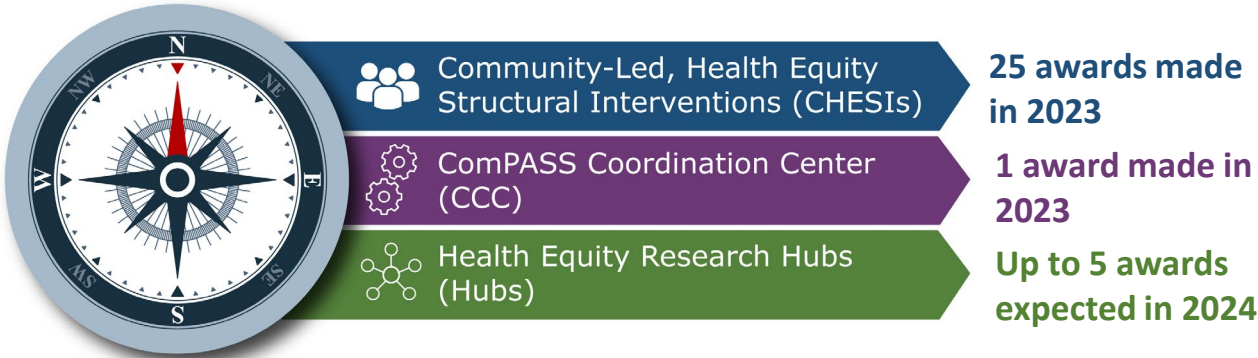 N
NW
NE
W
E
SW
SE
S
Community-Led, Health Equity
Structural Interventions (CHESIs)
25 awards made
in 2023
ComPASS Coordination Center
(CCC)
1 award made in
2023
Health Equity Research Hubs
(Hubs)
Up to 5 awards
expected in 2024